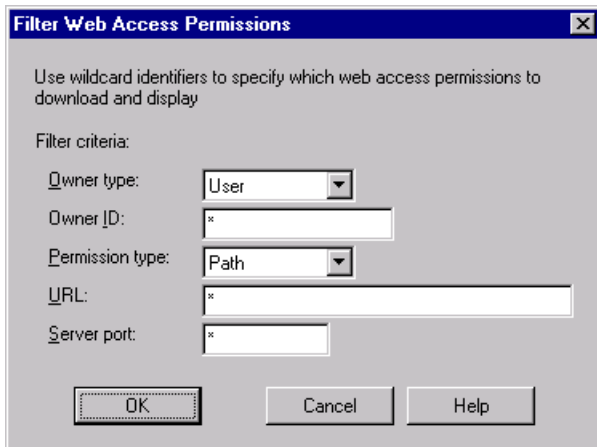 Filter Web Access Permissions
Use wildcard identifiers to specify which web access permissions to
download and display
Filter criteria:
Owner type: User
Owner ID: *
Permission type: Path
URL: *
Server port: *
OK Cancel Help